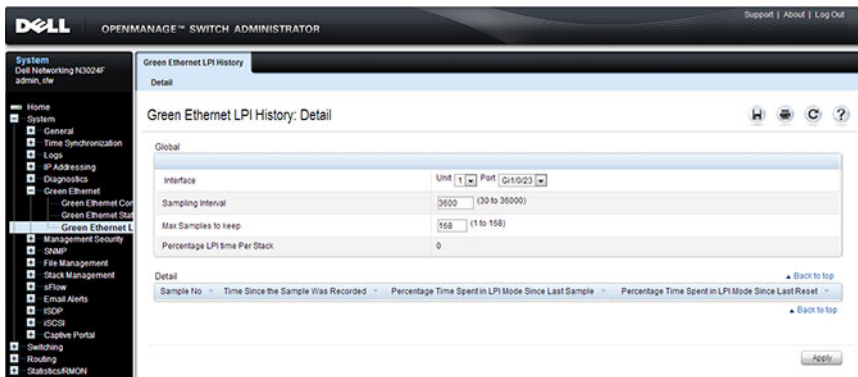 Support | About | Log Out
DELL OPENMANAGE™ SWITCH ADMINISTRATOR
System
Dell Networking N3024F
admin, r/w
Home
System
General
Time Synchronization
Logs
IP Addressing
Diagnostics
Green Ethernet
Green Ethernet Con
Green Ethernet Stat
Green Ethernet L
Management Security
SNMP
File Management
Stack Management
sFlow
Email Alerts
ISDP
iSCSI
Captive Portal
Switching
Routing
Statistics/RMON
Green Ethernet LPI History
Detail
Green Ethernet LPI History: Detail
Global
Interface Unit 1 Port Gi1/0/23
Sampling Interval 3600 (30 to 36000)
Max Samples to keep 168 (1 to 168)
Percentage LPI time Per Stack 0
Detail ▲ Back to top
Sample No Time Since the Sample Was Recorded Percentage Time Spent in LPI Mode Since Last Sample Percentage Time Spent in LPI Mode Since Last Reset
▲ Back to top
Apply